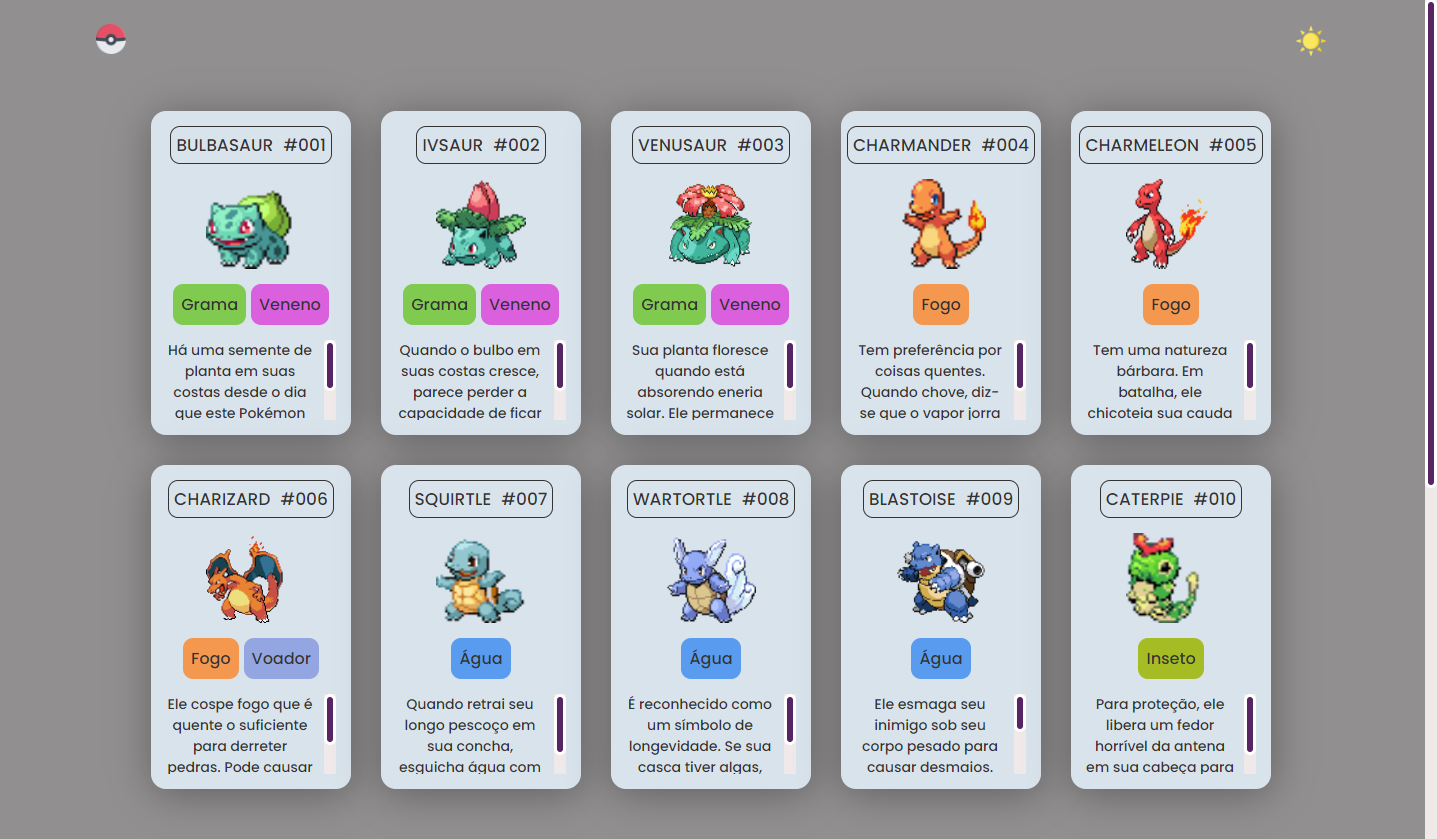 BULBASAUR #001
IVSAUR #002
VENUSAUR #003
CHARMANDER #004
CHARMELEON #005
Grama Veneno
Grama Veneno
Grama Veneno
Fogo
Fogo
Há uma semente de
planta em suas
costas desde o dia
que este Pokémon
Quando o bulbo em
suas costas cresce,
parece perder a
capacidade de ficar
Sua planta floresce
quando está
absorendo eneria
solar. Ele permanece
Tem preferência por
coisas quentes.
Quando chove, diz-
se que o vapor jorra
Tem uma natureza
bárbara. Em
batalha, ele
chicoteia sua cauda
CHARIZARD #006
SQUIRTLE #007
WARTORTLE #008
BLASTOISE #009
CATERPIE #010
Fogo Voador
Água
Água
Água
Inseto
Ele cospe fogo que é
quente o suficiente
para derreter
pedras. Pode causar
Quando retrai seu
longo pescoço em
sua concha,
esguicha água com
É reconhecido como
um símbolo de
longevidade. Se sua
casca tiver algas,
Ele esmaga seu
inimigo sob seu
corpo pesado para
causar desmaios.
Para proteção, ele
libera um fedor
horrível da antena
em sua cabeça para